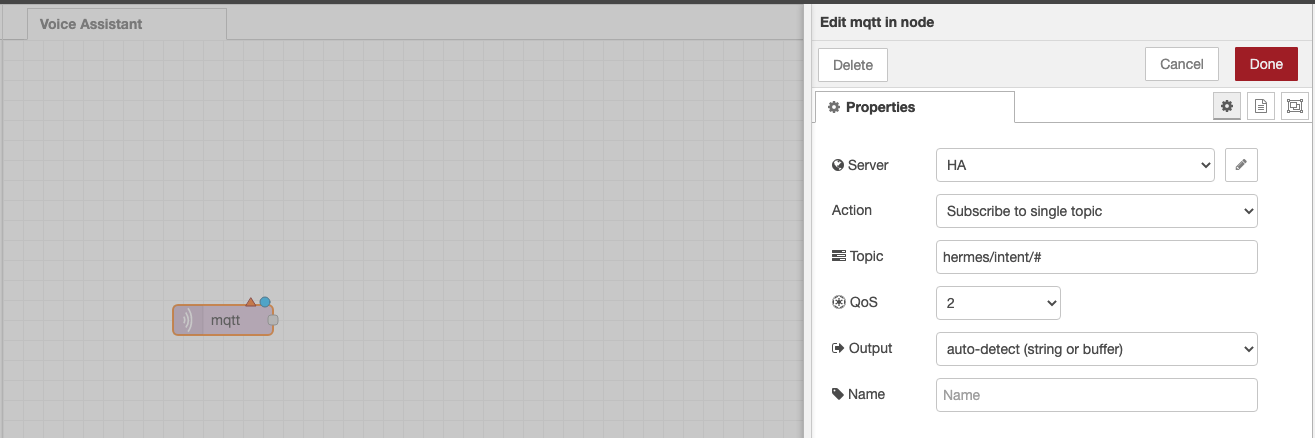 Voice Assistant
mqtt
Edit mqtt in node
Delete
Cancel
Done
Properties
Server
HA
Action
Subscribe to single topic
Topic
hermes/intent/#
QoS
2
Output
auto-detect (string or buffer)
Name
Name